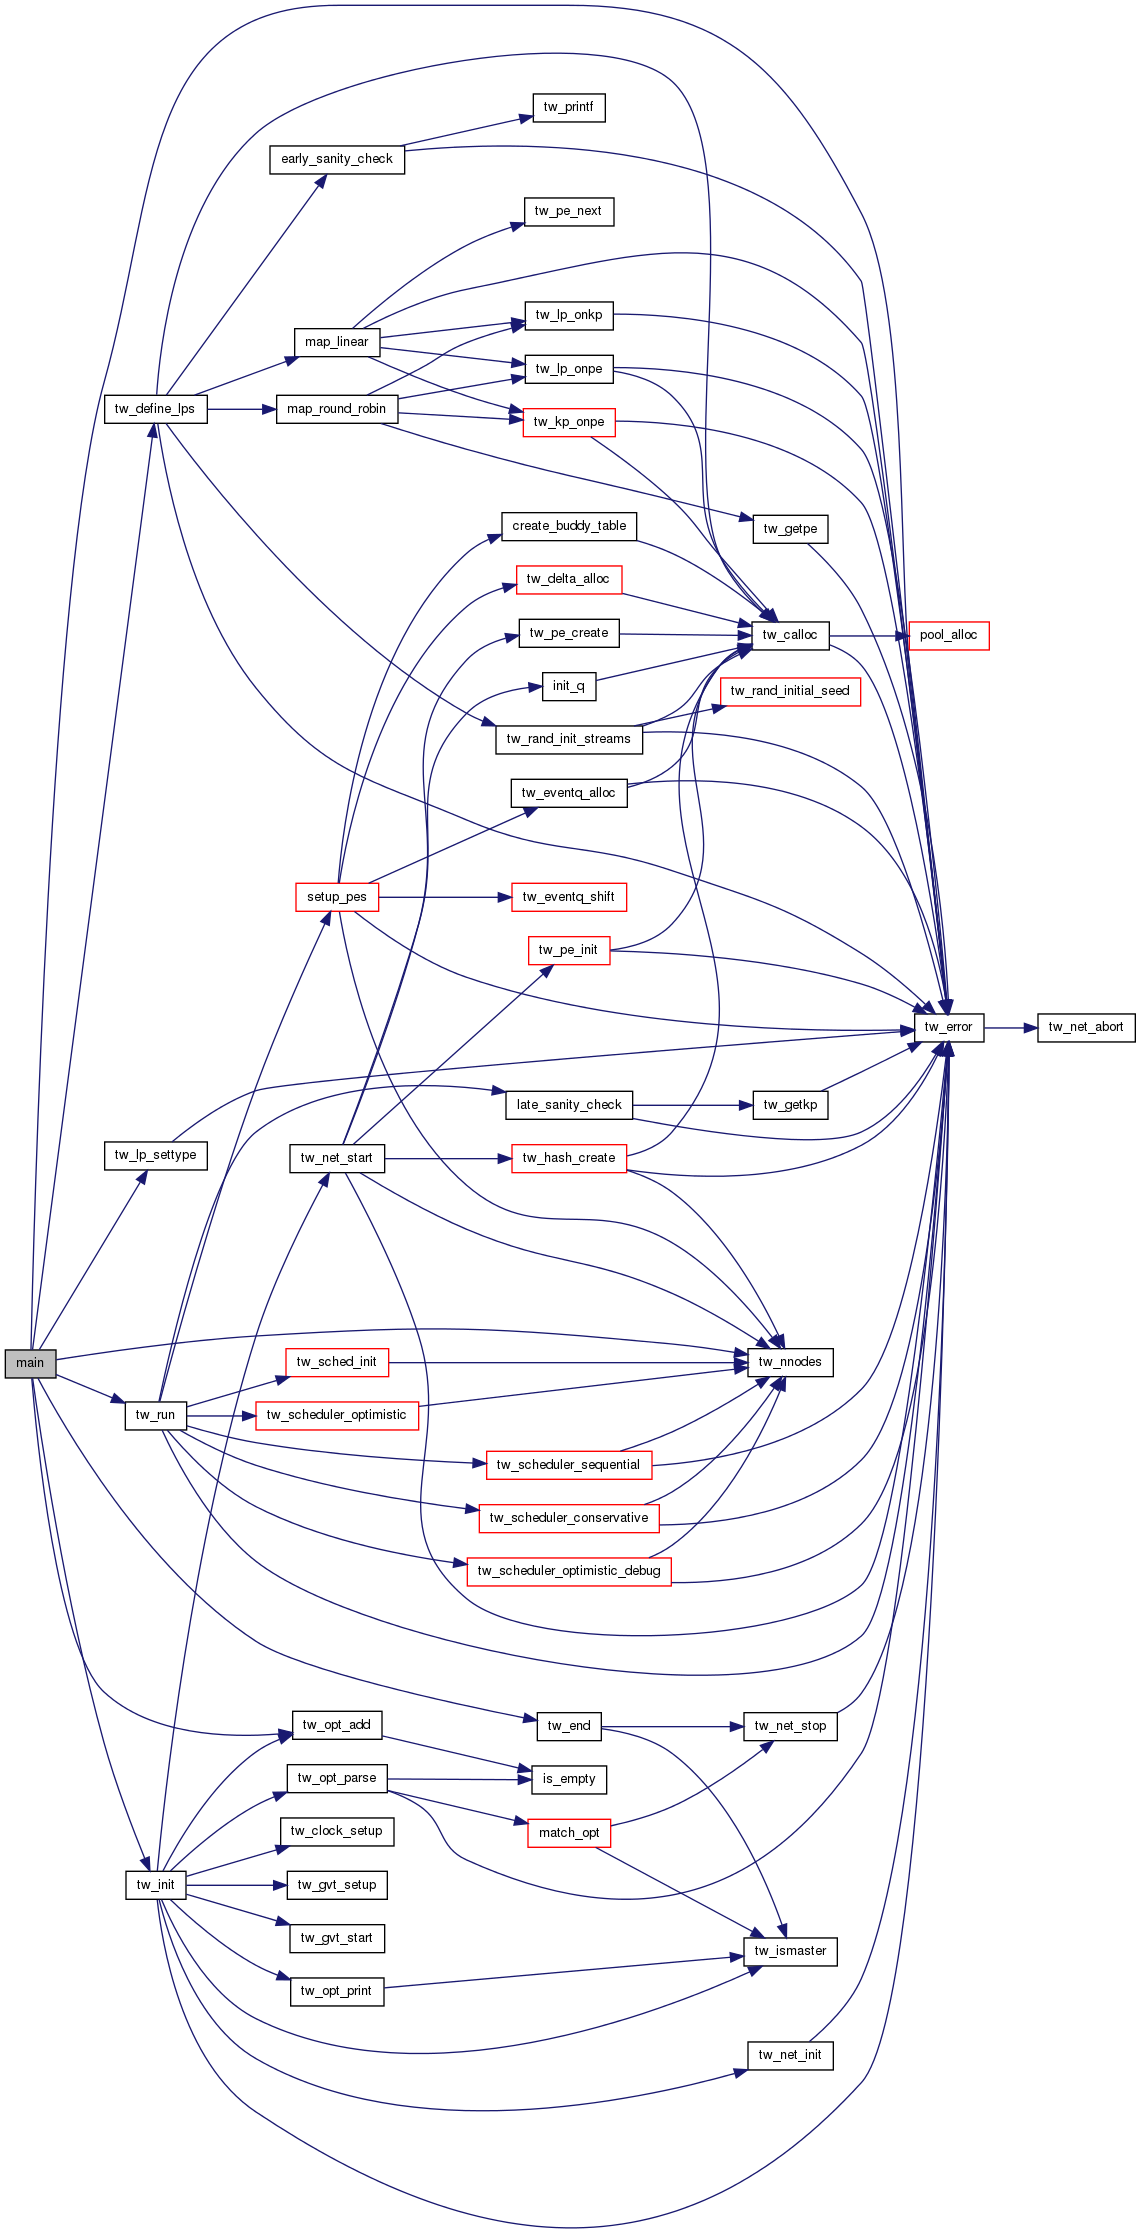 tw_printf
early_sanity_check
tw_pe_next
tw_lp_onkp
map_linear
tw_lp_onpe
tw_define_lps
map_round_robin
tw_kp_onpe
create_buddy_table
tw_getpe
tw_delta_alloc
tw_pe_create
tw_calloc
pool_alloc
init_q
tw_rand_initial_seed
tw_rand_init_streams
tw_eventq_alloc
setup_pes
tw_eventq_shift
tw_pe_init
tw_error
tw_net_abort
late_sanity_check
tw_getkp
tw_lp_settype
tw_net_start
tw_hash_create
main
tw_sched_init
tw_nnodes
tw_run
tw_scheduler_optimistic
tw_scheduler_sequential
tw_scheduler_conservative
tw_scheduler_optimistic_debug
tw_opt_add
tw_end
tw_net_stop
tw_opt_parse
is_empty
tw_clock_setup
match_opt
tw_init
tw_gvt_setup
tw_gvt_start
tw_ismaster
tw_opt_print
tw_net_init